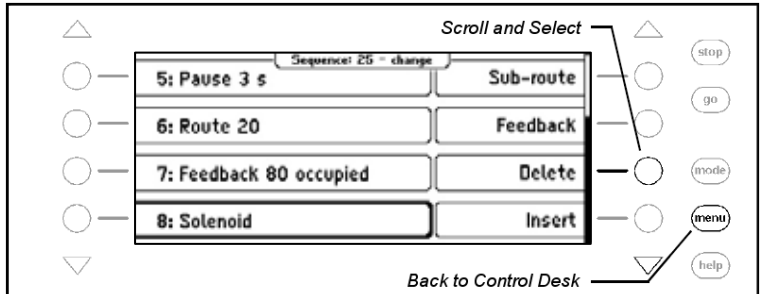 Scroll and Select
Sequence: 25 - change
5: Pause 3 s
Sub-route
6: Route 20
Feedback
7: Feedback 80 occupied
Delete
8: Solenoid
Insert
stop
go
mode
menu
help
Back to Control Desk